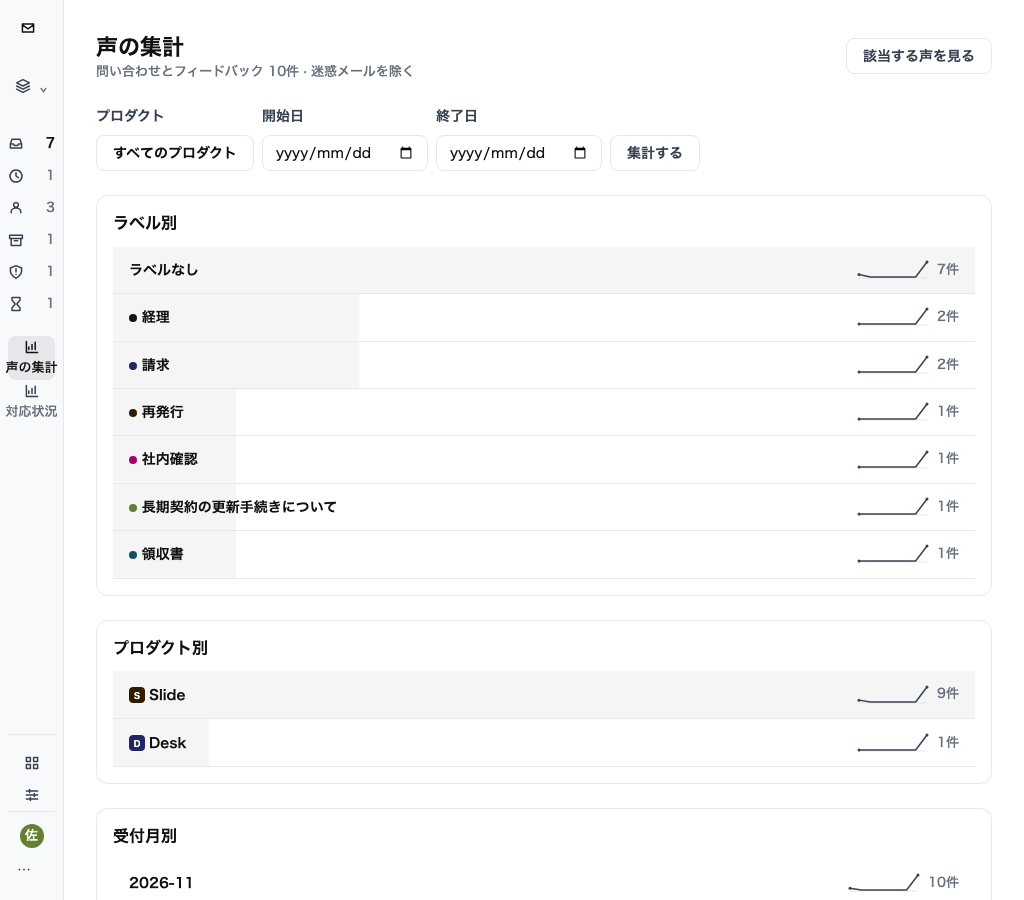 声の集計
問い合わせとフィードバック 10件 · 迷惑メールを除く
該当する声を見る
プロダクト
開始日
終了日
すべてのプロダクト
yyyy/mm/dd
yyyy/mm/dd
集計する
7
1
3
1
1
1
声の集計
対応状況
佐
…
ラベル別
ラベルなし 7件
経理 2件
請求 2件
再発行 1件
社内確認 1件
長期契約の更新手続きについて 1件
領収書 1件
プロダクト別
S Slide 9件
D Desk 1件
受付月別
2026-11 10件